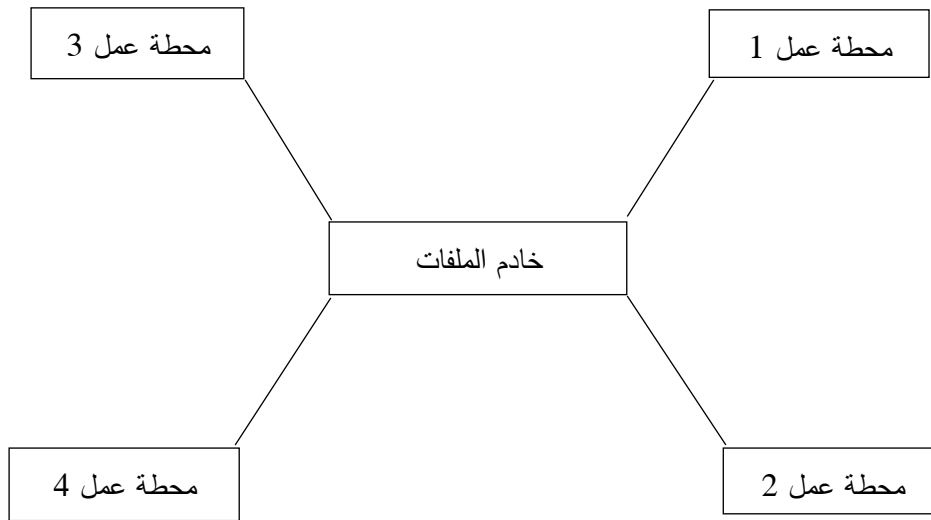 محطة عمل 1
محطة عمل 3
خادم الملفات
محطة عمل 2
محطة عمل 4